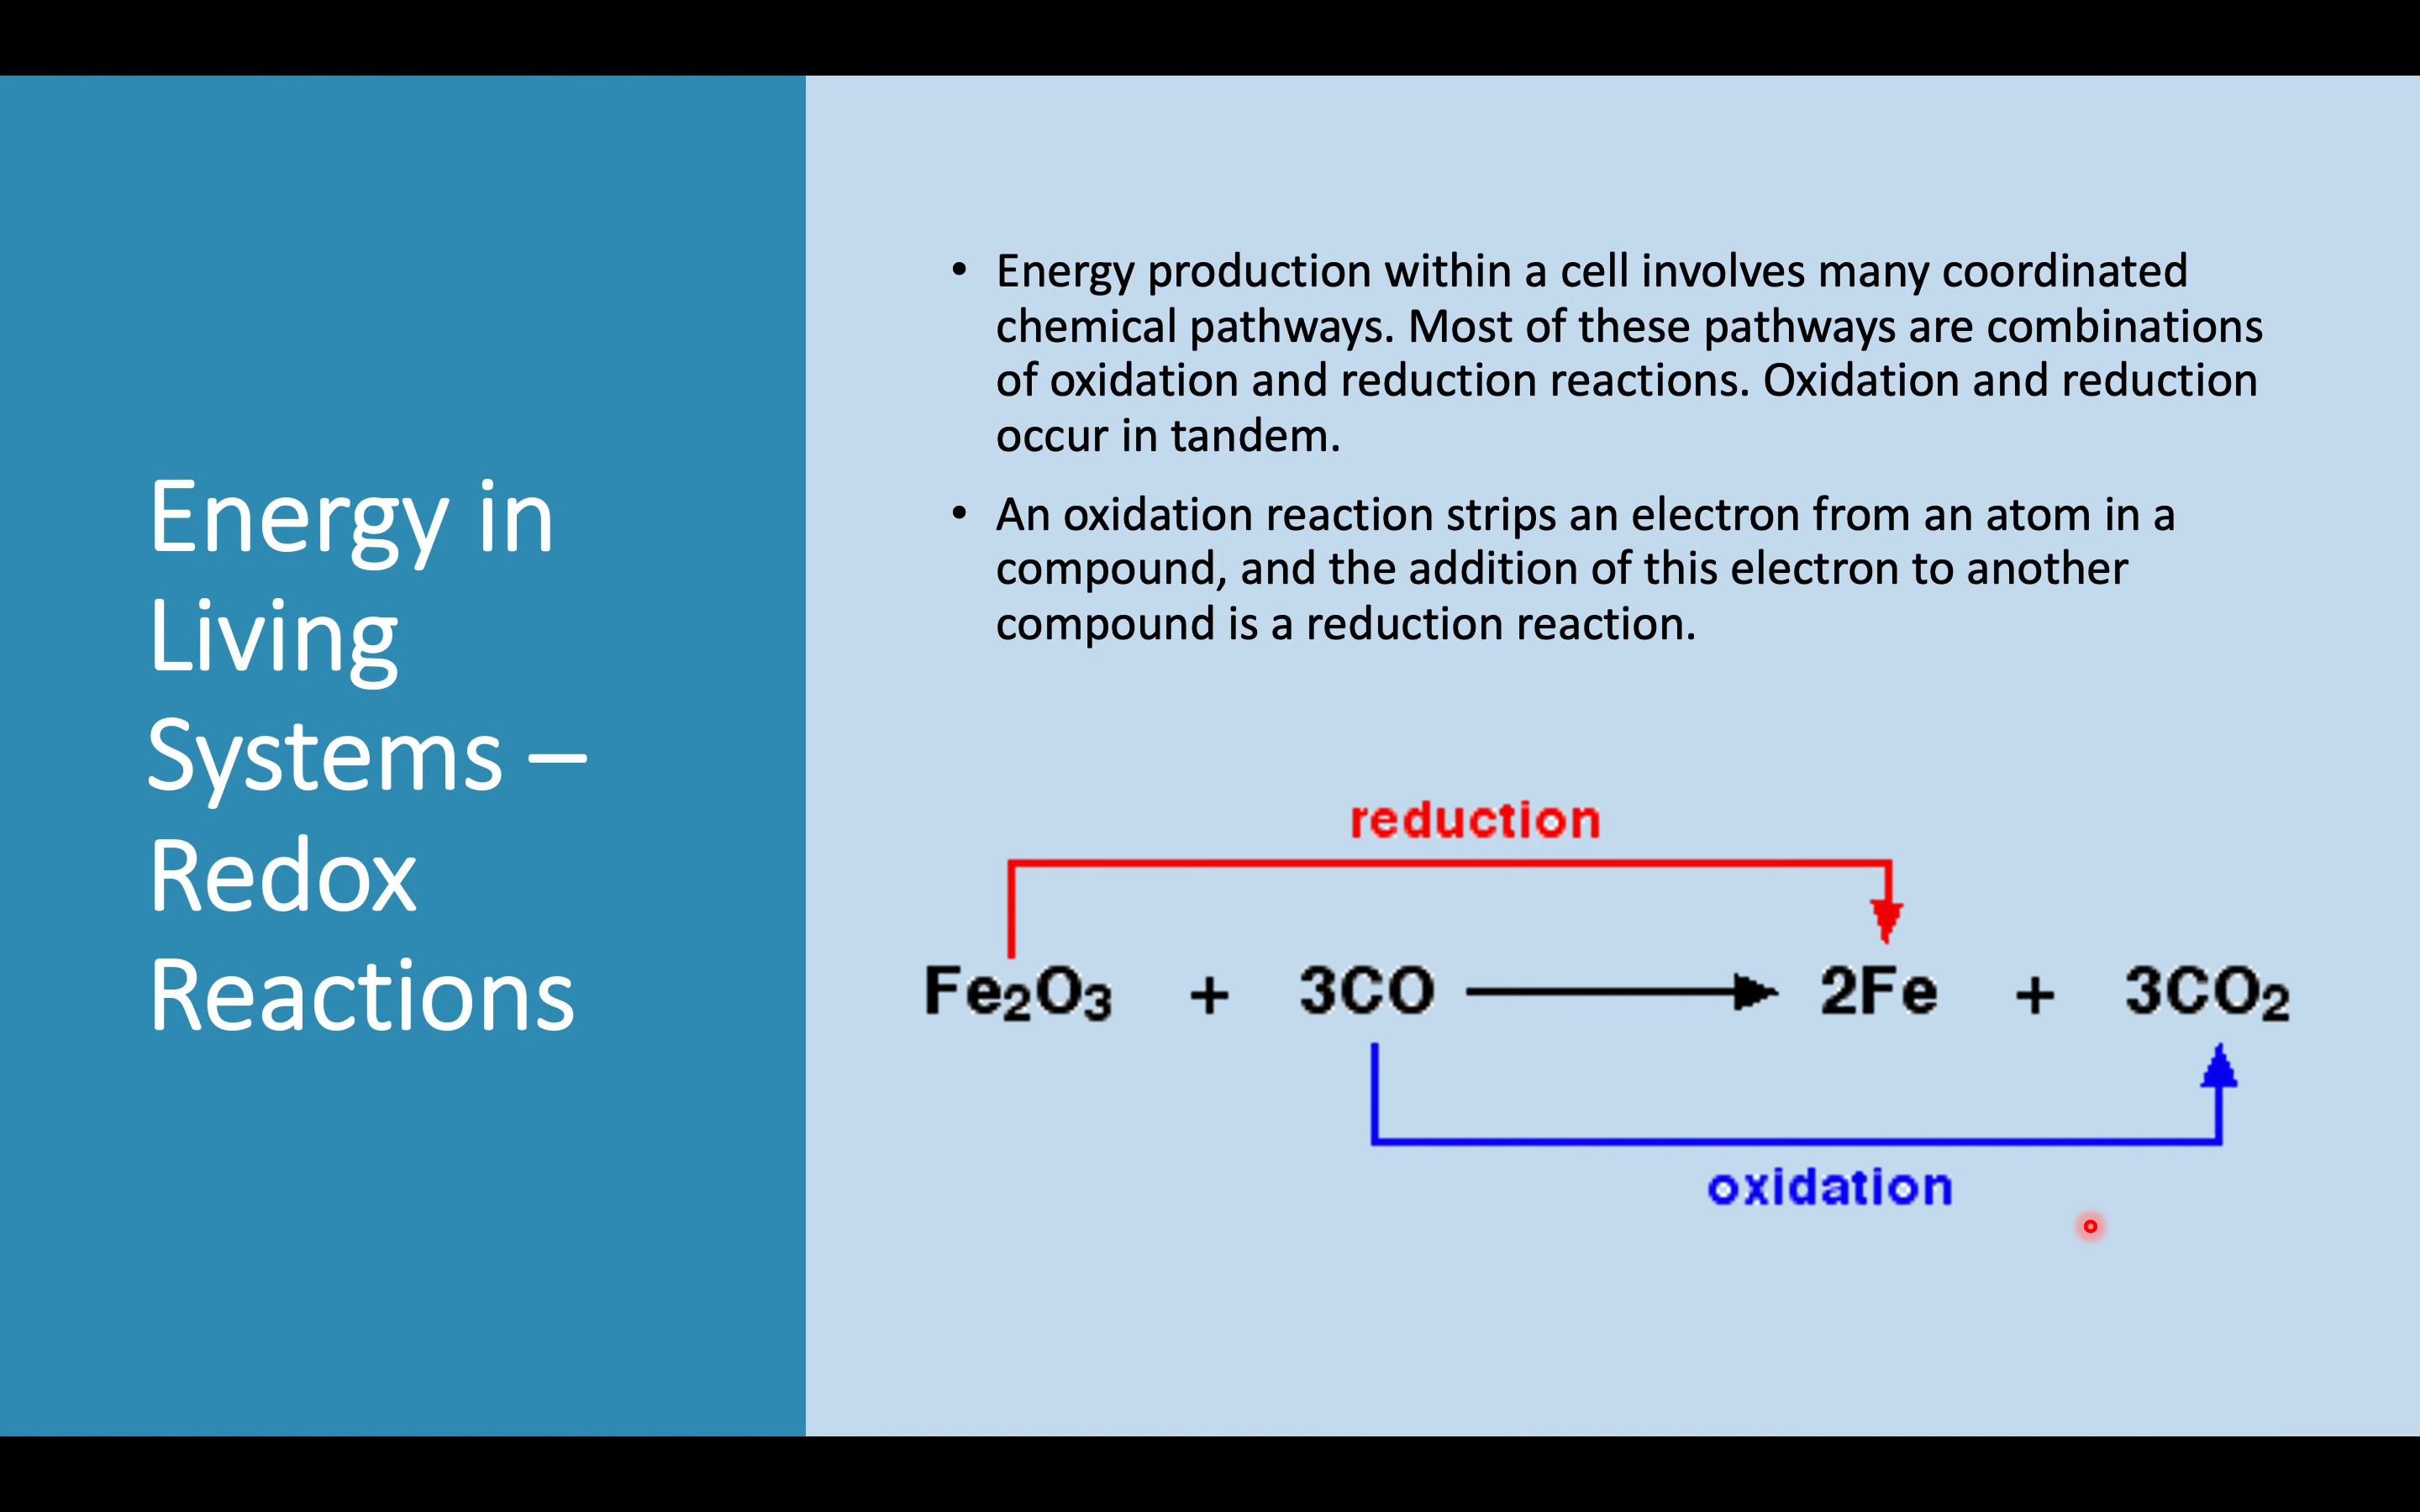 Energy in
Living
Systems –
Redox
Reactions
• Energy production within a cell involves many coordinated
chemical pathways. Most of these pathways are combinations
of oxidation and reduction reactions. Oxidation and reduction
occur in tandem.
• An oxidation reaction strips an electron from an atom in a
compound, and the addition of this electron to another
compound is a reduction reaction.
reduction
Fe₂O₃ + 3CO ⟶ 2Fe + 3CO₂
oxidation